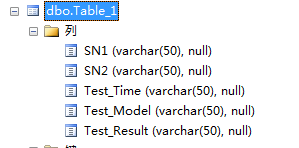 dbo.Table_1
列
SN1 (varchar(50), null)
SN2 (varchar(50), null)
Test_Time (varchar(50), null)
Test_Model (varchar(50), null)
Test_Result (varchar(50), null)